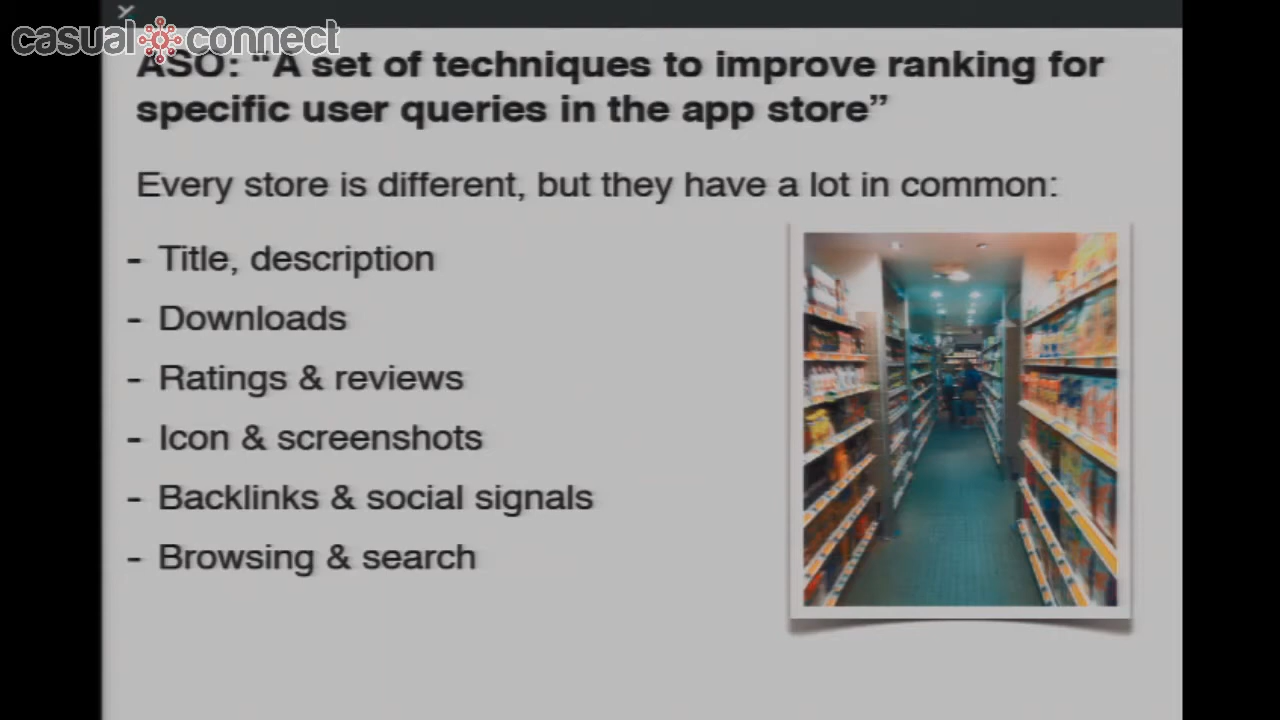 casual connect
ASO: “A set of techniques to improve ranking for
specific user queries in the app store”
Every store is different, but they have a lot in common:
- Title, description
- Downloads
- Ratings & reviews
- Icon & screenshots
- Backlinks & social signals
- Browsing & search